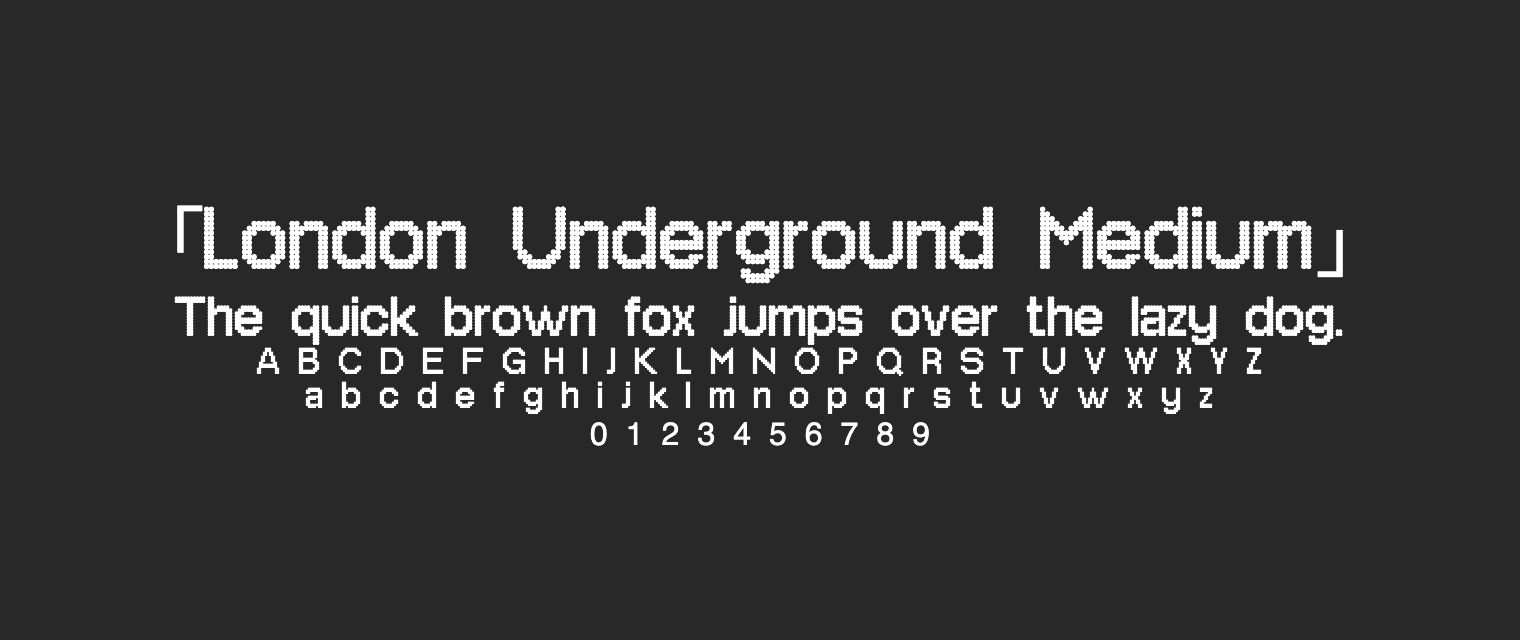 「London Underground Medium」
The quick brown fox jumps over the lazy dog.
A B C D E F G H I J K L M N O P Q R S T U V W X Y Z
a b c d e f g h i j k l m n o p q r s t u v w x y z
0 1 2 3 4 5 6 7 8 9